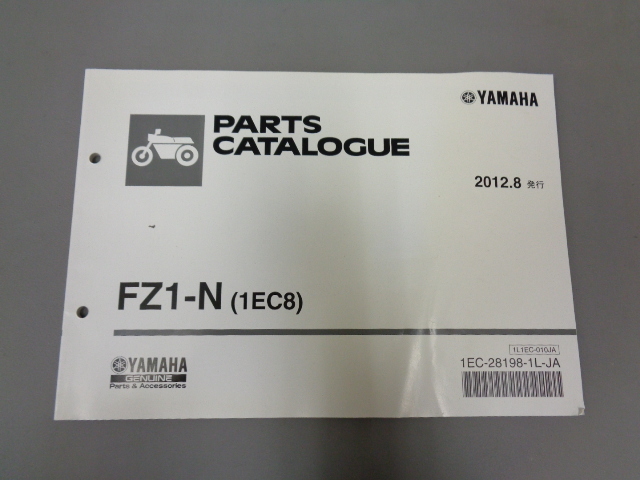 YAMAHA
PARTS
CATALOGUE
2012.8 発行
FZ1-N (1EC8)
1L1EC-010JA
1EC-28198-1L-JA
YAMAHA
GENUINE
Parts & Accessories